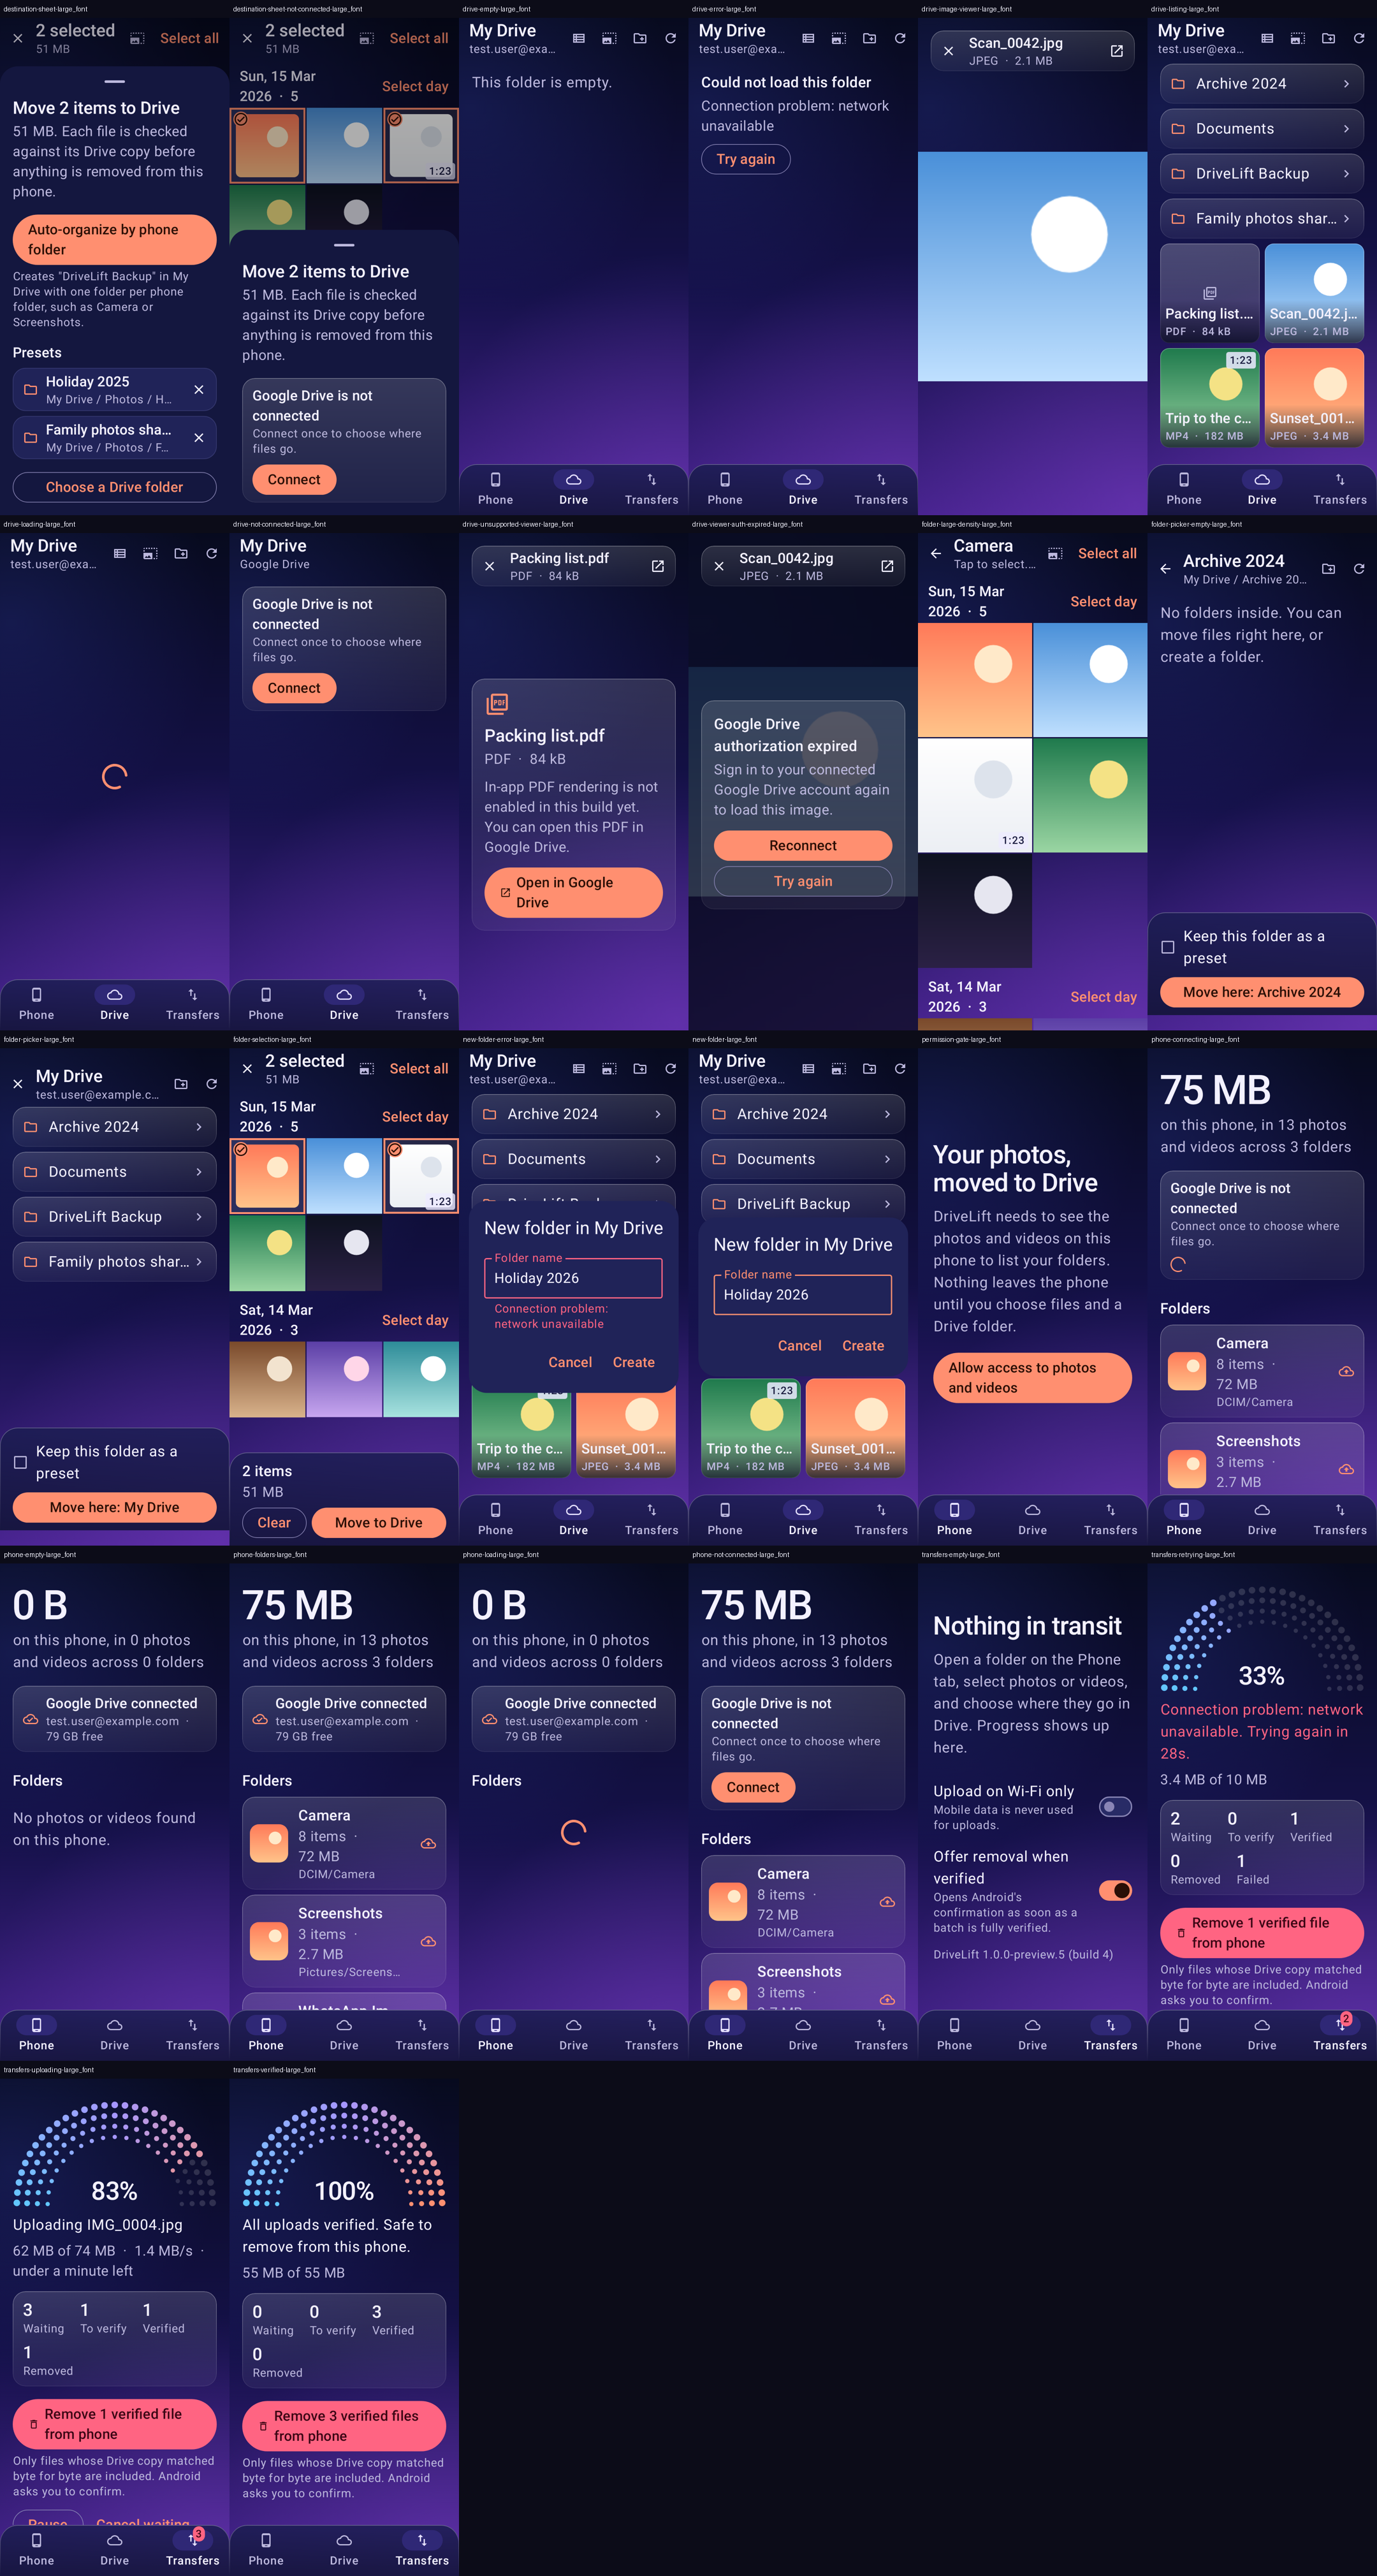 destination-sheet-large_font
2 selected
51 MB
Select all
Move 2 items to Drive
51 MB. Each file is checked
against its Drive copy before
anything is removed from this
phone.
Auto-organize by phone
folder
Creates "DriveLift Backup" in My
Drive with one folder per phone
folder, such as Camera or
Screenshots.
Presets
Holiday 2025
My Drive / Photos / H...
Family photos sha...
My Drive / Photos / F...
Choose a Drive folder
destination-sheet-not-connected-large_font
2 selected
51 MB
Select all
Sun, 15 Mar
2026 · 5
Select day
1:23
Move 2 items to Drive
51 MB. Each file is checked
against its Drive copy before
anything is removed from this
phone.
Google Drive is not
connected
Connect once to choose where
files go.
Connect
drive-empty-large_font
My Drive
test.user@exa...
This folder is empty.
Phone
Drive
Transfers
drive-error-large_font
My Drive
test.user@exa...
Could not load this folder
Connection problem: network
unavailable
Try again
Phone
Drive
Transfers
drive-image-viewer-large_font
Scan_0042.jpg
JPEG · 2.1 MB
drive-listing-large_font
My Drive
test.user@exa...
Archive 2024
Documents
DriveLift Backup
Family photos shar...
PDF
Packing list....
PDF · 84 kB
Scan_0042.j...
JPEG · 2.1 MB
1:23
Trip to the c...
MP4 · 182 MB
Sunset_001...
JPEG · 3.4 MB
Phone
Drive
Transfers
drive-loading-large_font
My Drive
test.user@exa...
Phone
Drive
Transfers
drive-not-connected-large_font
My Drive
Google Drive
Google Drive is not
connected
Connect once to choose where
files go.
Connect
Phone
Drive
Transfers
drive-unsupported-viewer-large_font
Packing list.pdf
PDF · 84 kB
PDF
Packing list.pdf
PDF · 84 kB
In-app PDF rendering is not
enabled in this build yet.
You can open this PDF in
Google Drive.
Open in Google
Drive
drive-viewer-auth-expired-large_font
Scan_0042.jpg
JPEG · 2.1 MB
Google Drive
authorization expired
Sign in to your connected
Google Drive account again
to load this image.
Reconnect
Try again
folder-large-density-large_font
Camera
Tap to select....
Select all
Sun, 15 Mar
2026 · 5
Select day
1:23
Sat, 14 Mar
2026 · 3
Select day
folder-picker-empty-large_font
Archive 2024
My Drive / Archive 20...
No folders inside. You can
move files right here, or
create a folder.
Keep this folder as a
preset
Move here: Archive 2024
folder-picker-large_font
My Drive
test.user@example.c...
Archive 2024
Documents
DriveLift Backup
Family photos shar...
Keep this folder as a
preset
Move here: My Drive
folder-selection-large_font
2 selected
51 MB
Select all
Sun, 15 Mar
2026 · 5
Select day
1:23
Sat, 14 Mar
2026 · 3
Select day
2 items
51 MB
Clear
Move to Drive
new-folder-error-large_font
My Drive
test.user@exa...
Archive 2024
Documents
New folder in My Drive
Folder name
Holiday 2026
Connection problem:
network unavailable
Cancel
Create
Trip to the c...
MP4 · 182 MB
Sunset_001...
JPEG · 3.4 MB
Phone
Drive
Transfers
new-folder-large_font
My Drive
test.user@exa...
Archive 2024
Documents
DriveLift Backup
New folder in My Drive
Folder name
Holiday 2026
Cancel
Create
1:23
Trip to the c...
MP4 · 182 MB
Sunset_001...
JPEG · 3.4 MB
Phone
Drive
Transfers
permission-gate-large_font
Your photos,
moved to Drive
DriveLift needs to see the
photos and videos on this
phone to list your folders.
Nothing leaves the phone
until you choose files and a
Drive folder.
Allow access to photos
and videos
Phone
Drive
Transfers
phone-connecting-large_font
75 MB
on this phone, in 13 photos
and videos across 3 folders
Google Drive is not
connected
Connect once to choose where
files go.
Folders
Camera
8 items ·
72 MB
DCIM/Camera
Screenshots
3 items ·
2.7 MB
Phone
Drive
Transfers
phone-empty-large_font
0 B
on this phone, in 0 photos
and videos across 0 folders
Google Drive connected
test.user@example.com ·
79 GB free
Folders
No photos or videos found
on this phone.
Phone
Drive
Transfers
phone-folders-large_font
75 MB
on this phone, in 13 photos
and videos across 3 folders
Google Drive connected
test.user@example.com ·
79 GB free
Folders
Camera
8 items ·
72 MB
DCIM/Camera
Screenshots
3 items ·
2.7 MB
Pictures/Screens...
Phone
Drive
Transfers
phone-loading-large_font
0 B
on this phone, in 0 photos
and videos across 0 folders
Google Drive connected
test.user@example.com ·
79 GB free
Folders
Phone
Drive
Transfers
phone-not-connected-large_font
75 MB
on this phone, in 13 photos
and videos across 3 folders
Google Drive is not
connected
Connect once to choose where
files go.
Connect
Folders
Camera
8 items ·
72 MB
DCIM/Camera
Screenshots
3 items ·
Phone
Drive
Transfers
transfers-empty-large_font
Nothing in transit
Open a folder on the Phone
tab, select photos or videos,
and choose where they go in
Drive. Progress shows up
here.
Upload on Wi-Fi only
Mobile data is never used
for uploads.
Offer removal when
verified
Opens Android's
confirmation as soon as a
batch is fully verified.
DriveLift 1.0.0-preview.5 (build 4)
Phone
Drive
Transfers
transfers-retrying-large_font
33%
Connection problem: network
unavailable. Trying again in
28s.
3.4 MB of 10 MB
2
Waiting
0
To verify
1
Verified
0
Removed
1
Failed
Remove 1 verified file
from phone
Only files whose Drive copy matched
byte for byte are included. Android
asks you to confirm.
Phone
Drive
2
Transfers
transfers-uploading-large_font
83%
Uploading IMG_0004.jpg
62 MB of 74 MB · 1.4 MB/s ·
under a minute left
3
Waiting
1
To verify
1
Verified
1
Removed
Remove 1 verified file
from phone
Only files whose Drive copy matched
byte for byte are included. Android
asks you to confirm.
Pause
Cancel waiting
Phone
Drive
3
Transfers
transfers-verified-large_font
100%
All uploads verified. Safe to
remove from this phone.
55 MB of 55 MB
0
Waiting
0
To verify
3
Verified
0
Removed
Remove 3 verified files
from phone
Only files whose Drive copy matched
byte for byte are included. Android
asks you to confirm.
Phone
Drive
Transfers